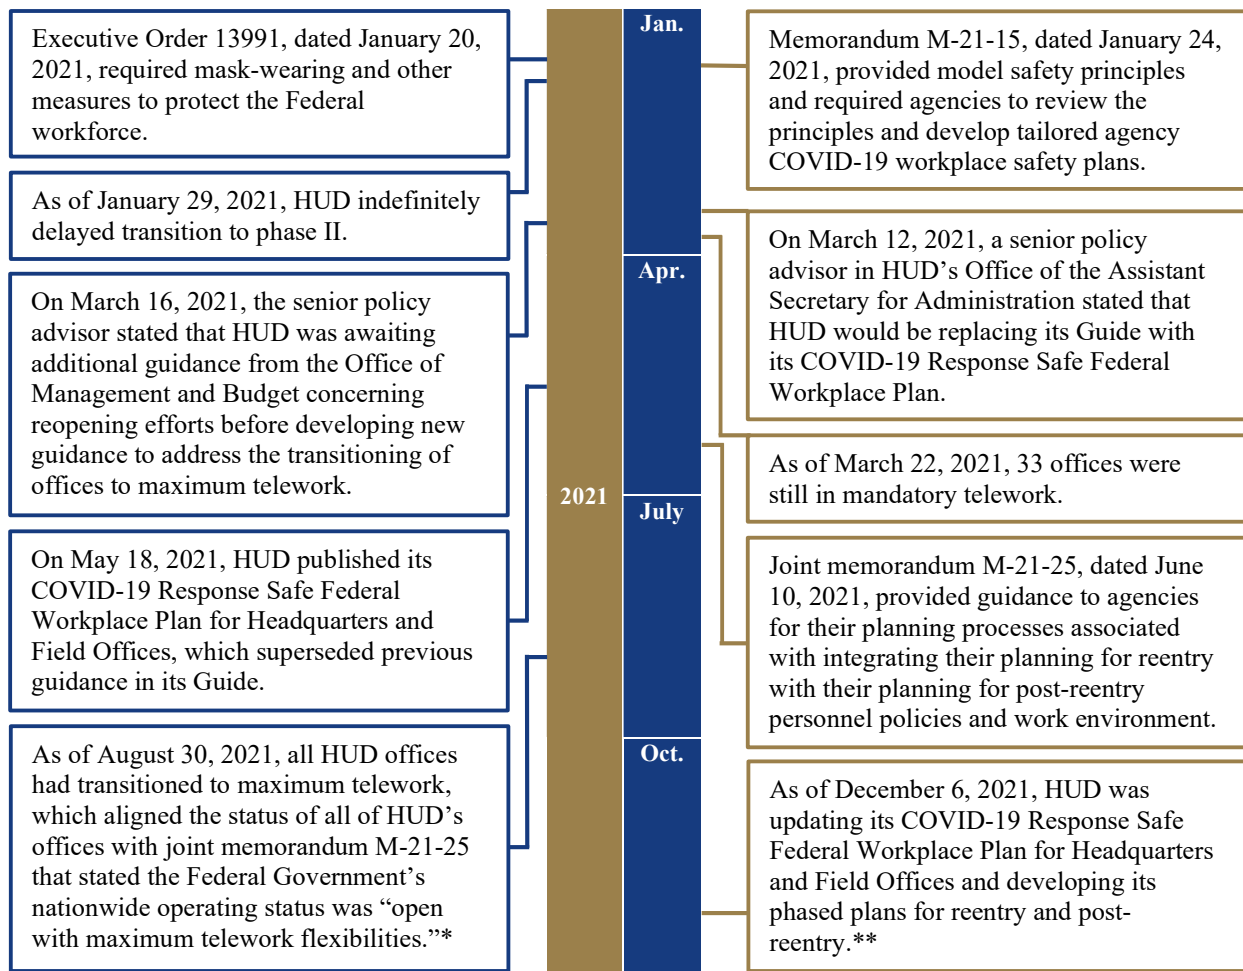 Executive Order 13991, dated January 20,
2021, required mask-wearing and other
measures to protect the Federal
workforce.
As of January 29, 2021, HUD indefinitely
delayed transition to phase II.
On March 16, 2021, the senior policy
advisor stated that HUD was awaiting
additional guidance from the Office of
Management and Budget concerning
reopening efforts before developing new
guidance to address the transitioning of
offices to maximum telework.
On May 18, 2021, HUD published its
COVID-19 Response Safe Federal
Workplace Plan for Headquarters and
Field Offices, which superseded previous
guidance in its Guide.
As of August 30, 2021, all HUD offices
had transitioned to maximum telework,
which aligned the status of all of HUD’s
offices with joint memorandum M-21-25
that stated the Federal Government’s
nationwide operating status was “open
with maximum telework flexibilities.”*
2021
Jan.
Apr.
July
Oct.
Memorandum M-21-15, dated January 24,
2021, provided model safety principles
and required agencies to review the
principles and develop tailored agency
COVID-19 workplace safety plans.
On March 12, 2021, a senior policy
advisor in HUD’s Office of the Assistant
Secretary for Administration stated that
HUD would be replacing its Guide with
its COVID-19 Response Safe Federal
Workplace Plan.
As of March 22, 2021, 33 offices were
still in mandatory telework.
Joint memorandum M-21-25, dated June
10, 2021, provided guidance to agencies
for their planning processes associated
with integrating their planning for reentry
with their planning for post-reentry
personnel policies and work environment.
As of December 6, 2021, HUD was
updating its COVID-19 Response Safe
Federal Workplace Plan for Headquarters
and Field Offices and developing its
phased plans for reentry and post-
reentry.**